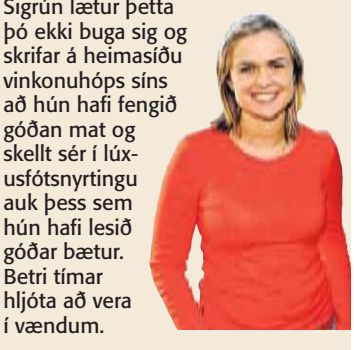 Sigrún lætur þetta
þó ekki buga sig og
skrifar á heimasíðu
vinkonuhóps síns
að hún hafi fengið
góðan mat og
skellt sér í lúx-
usfótsnyrtingu
auk þess sem
hún hafi lesið
góðar bætur.
Betri tímar
hljóta að vera
í vændum.